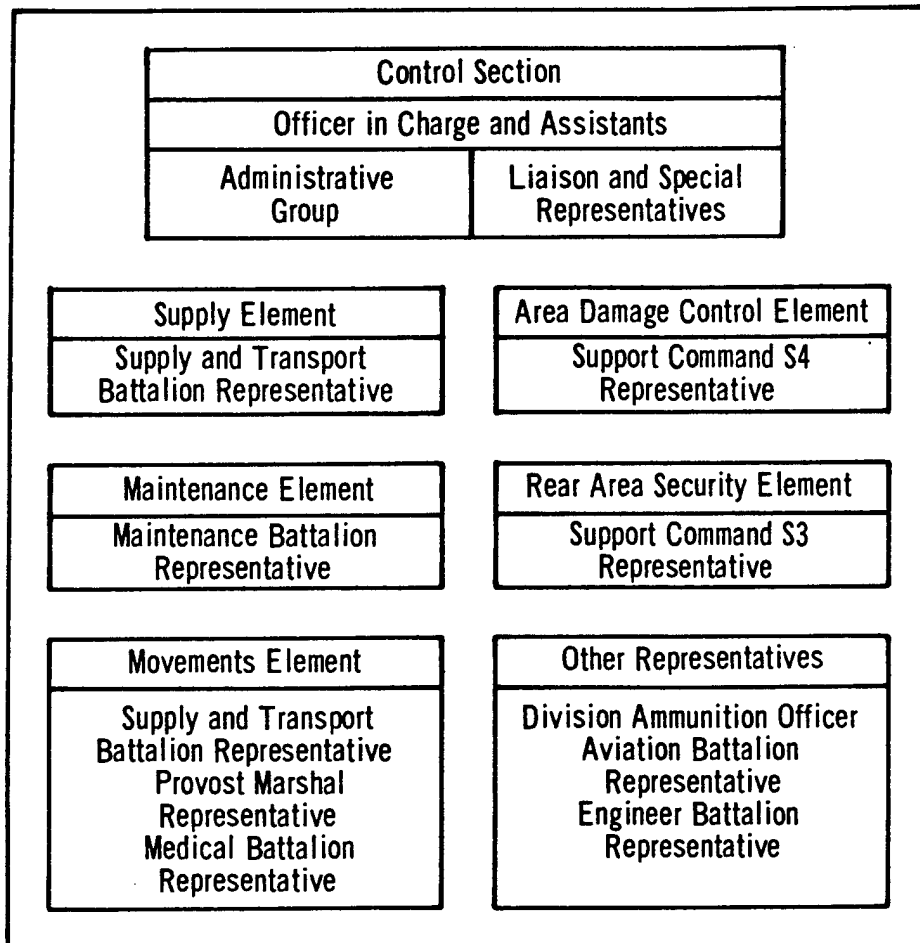 Control Section
Officer in Charge and Assistants
Administrative
Group
Liaison and Special
Representatives
Supply Element
Supply and Transport
Battalion Representative
Area Damage Control Element
Support Command S4
Representative
Maintenance Element
Maintenance Battalion
Representative
Rear Area Security Element
Support Command S3
Representative
Movements Element
Supply and Transport
Battalion Representative
Provost Marshal
Representative
Medical Battalion
Representative
Other Representatives
Division Ammunition Officer
Aviation Battalion
Representative
Engineer Battalion
Representative